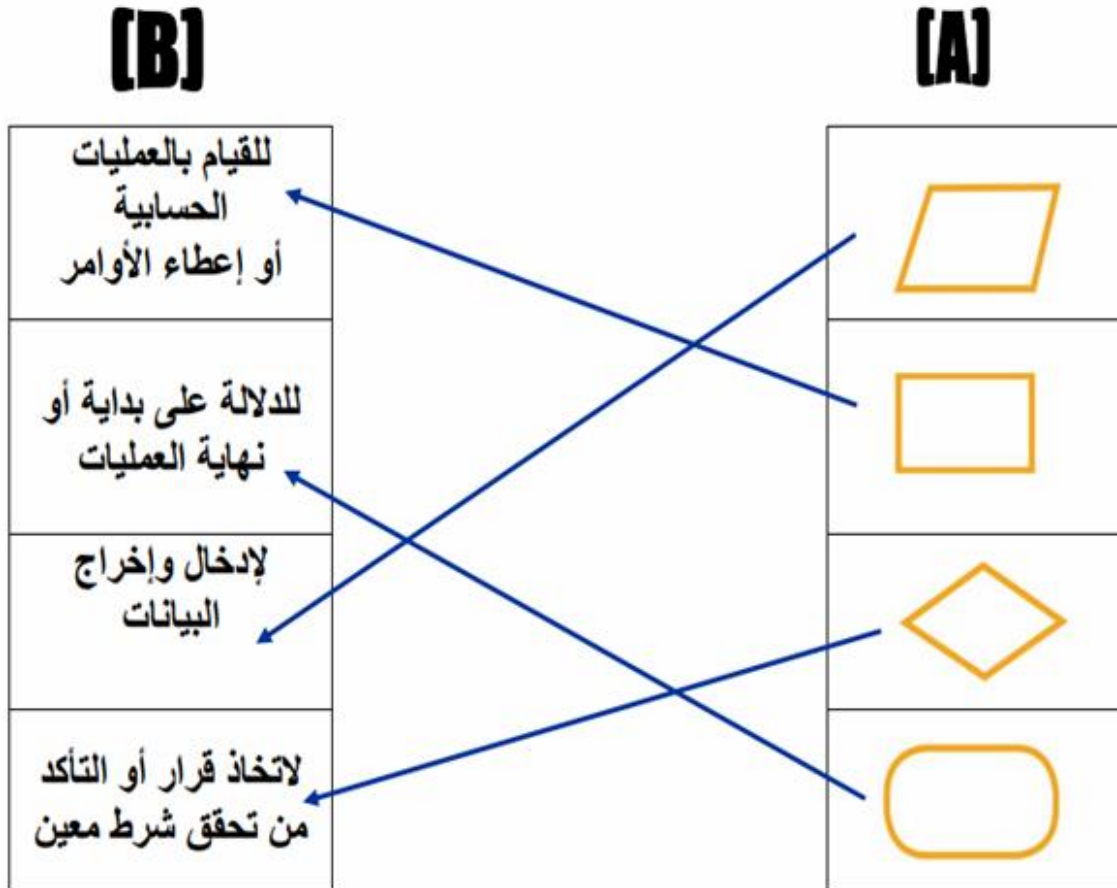 [A]
[B]
للقيام بالعمليات
الحسابية
أو إعطاء الأوامر
للدلالة على بداية أو
نهاية العمليات
لإدخال وإخراج
البيانات
لاتخاذ قرار أو التأكد
من تحقق شرط معين